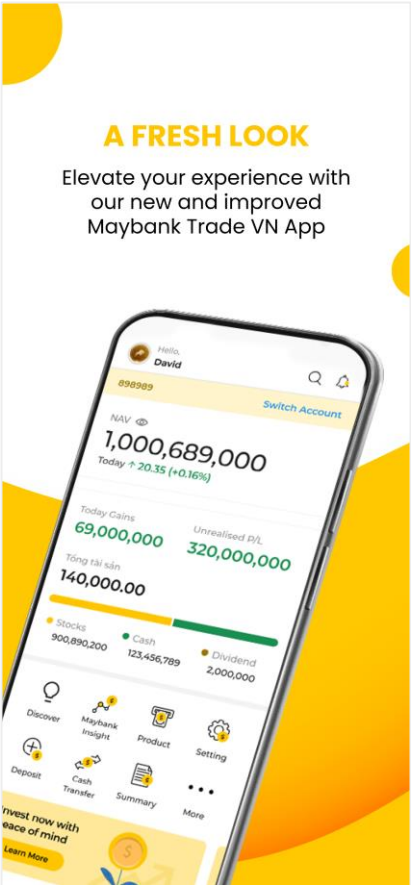 A FRESH LOOK
Elevate your experience with
our new and improved
Maybank Trade VN App
Hello,
David
898989
Switch Account
NAV
1,000,689,000
Today ↑ 20.35 (+0.16%)
Today Gains
69,000,000
Unrealised P/L
320,000,000
Tổng tài sản
140,000.00
Stocks
900,890,200
Cash
123,456,789
Dividend
2,000,000
Discover
Maybank
Insight
Product
Setting
Deposit
Cash
Transfer
Summary
More
Invest now with
peace of mind
Learn More